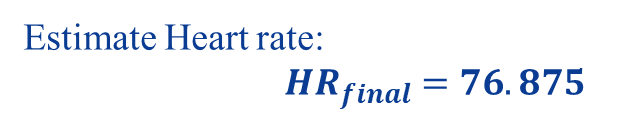 Estimate Heart rate:
HR_final = 76.875